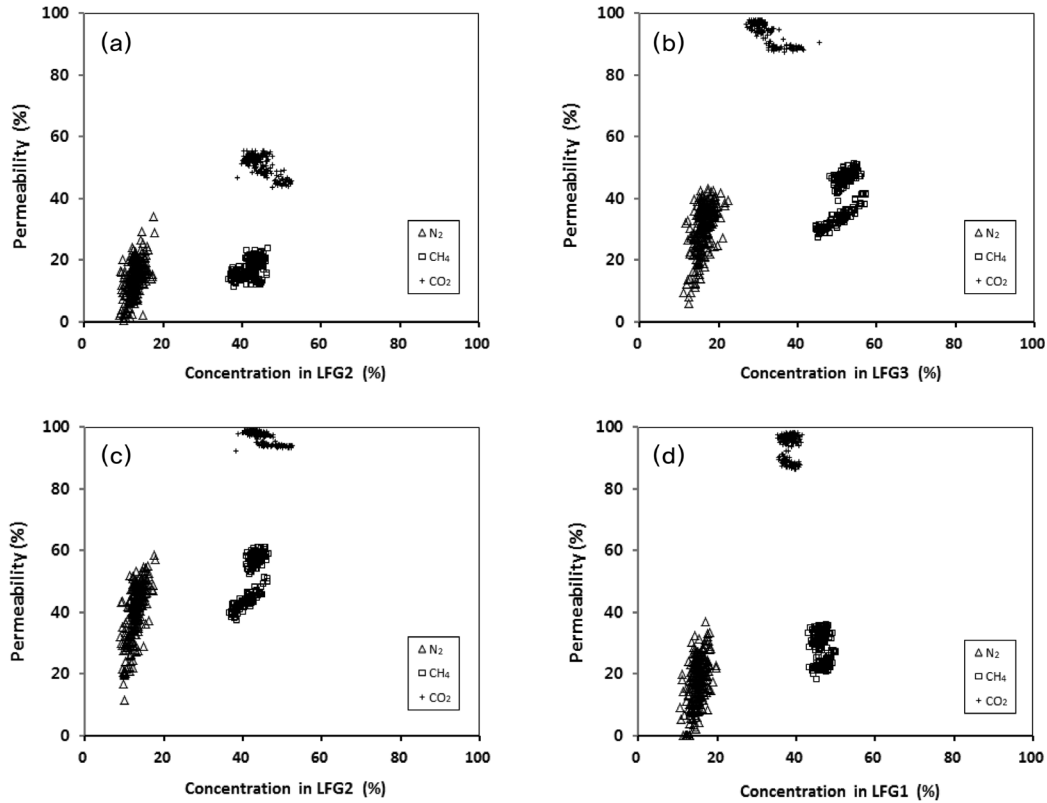 (a)
Permeability (%)
100
80
60
40
20
0
0 20 40 60 80 100
Concentration in LFG2 (%)
N2
CH4
CO2
(b)
Permeability (%)
100
80
60
40
20
0
0 20 40 60 80 100
Concentration in LFG3 (%)
N2
CH4
CO2
(c)
Permeability (%)
100
80
60
40
20
0
0 20 40 60 80 100
Concentration in LFG2 (%)
N2
CH4
CO2
(d)
Permeability (%)
100
80
60
40
20
0
0 20 40 60 80 100
Concentration in LFG1 (%)
N2
CH4
CO2